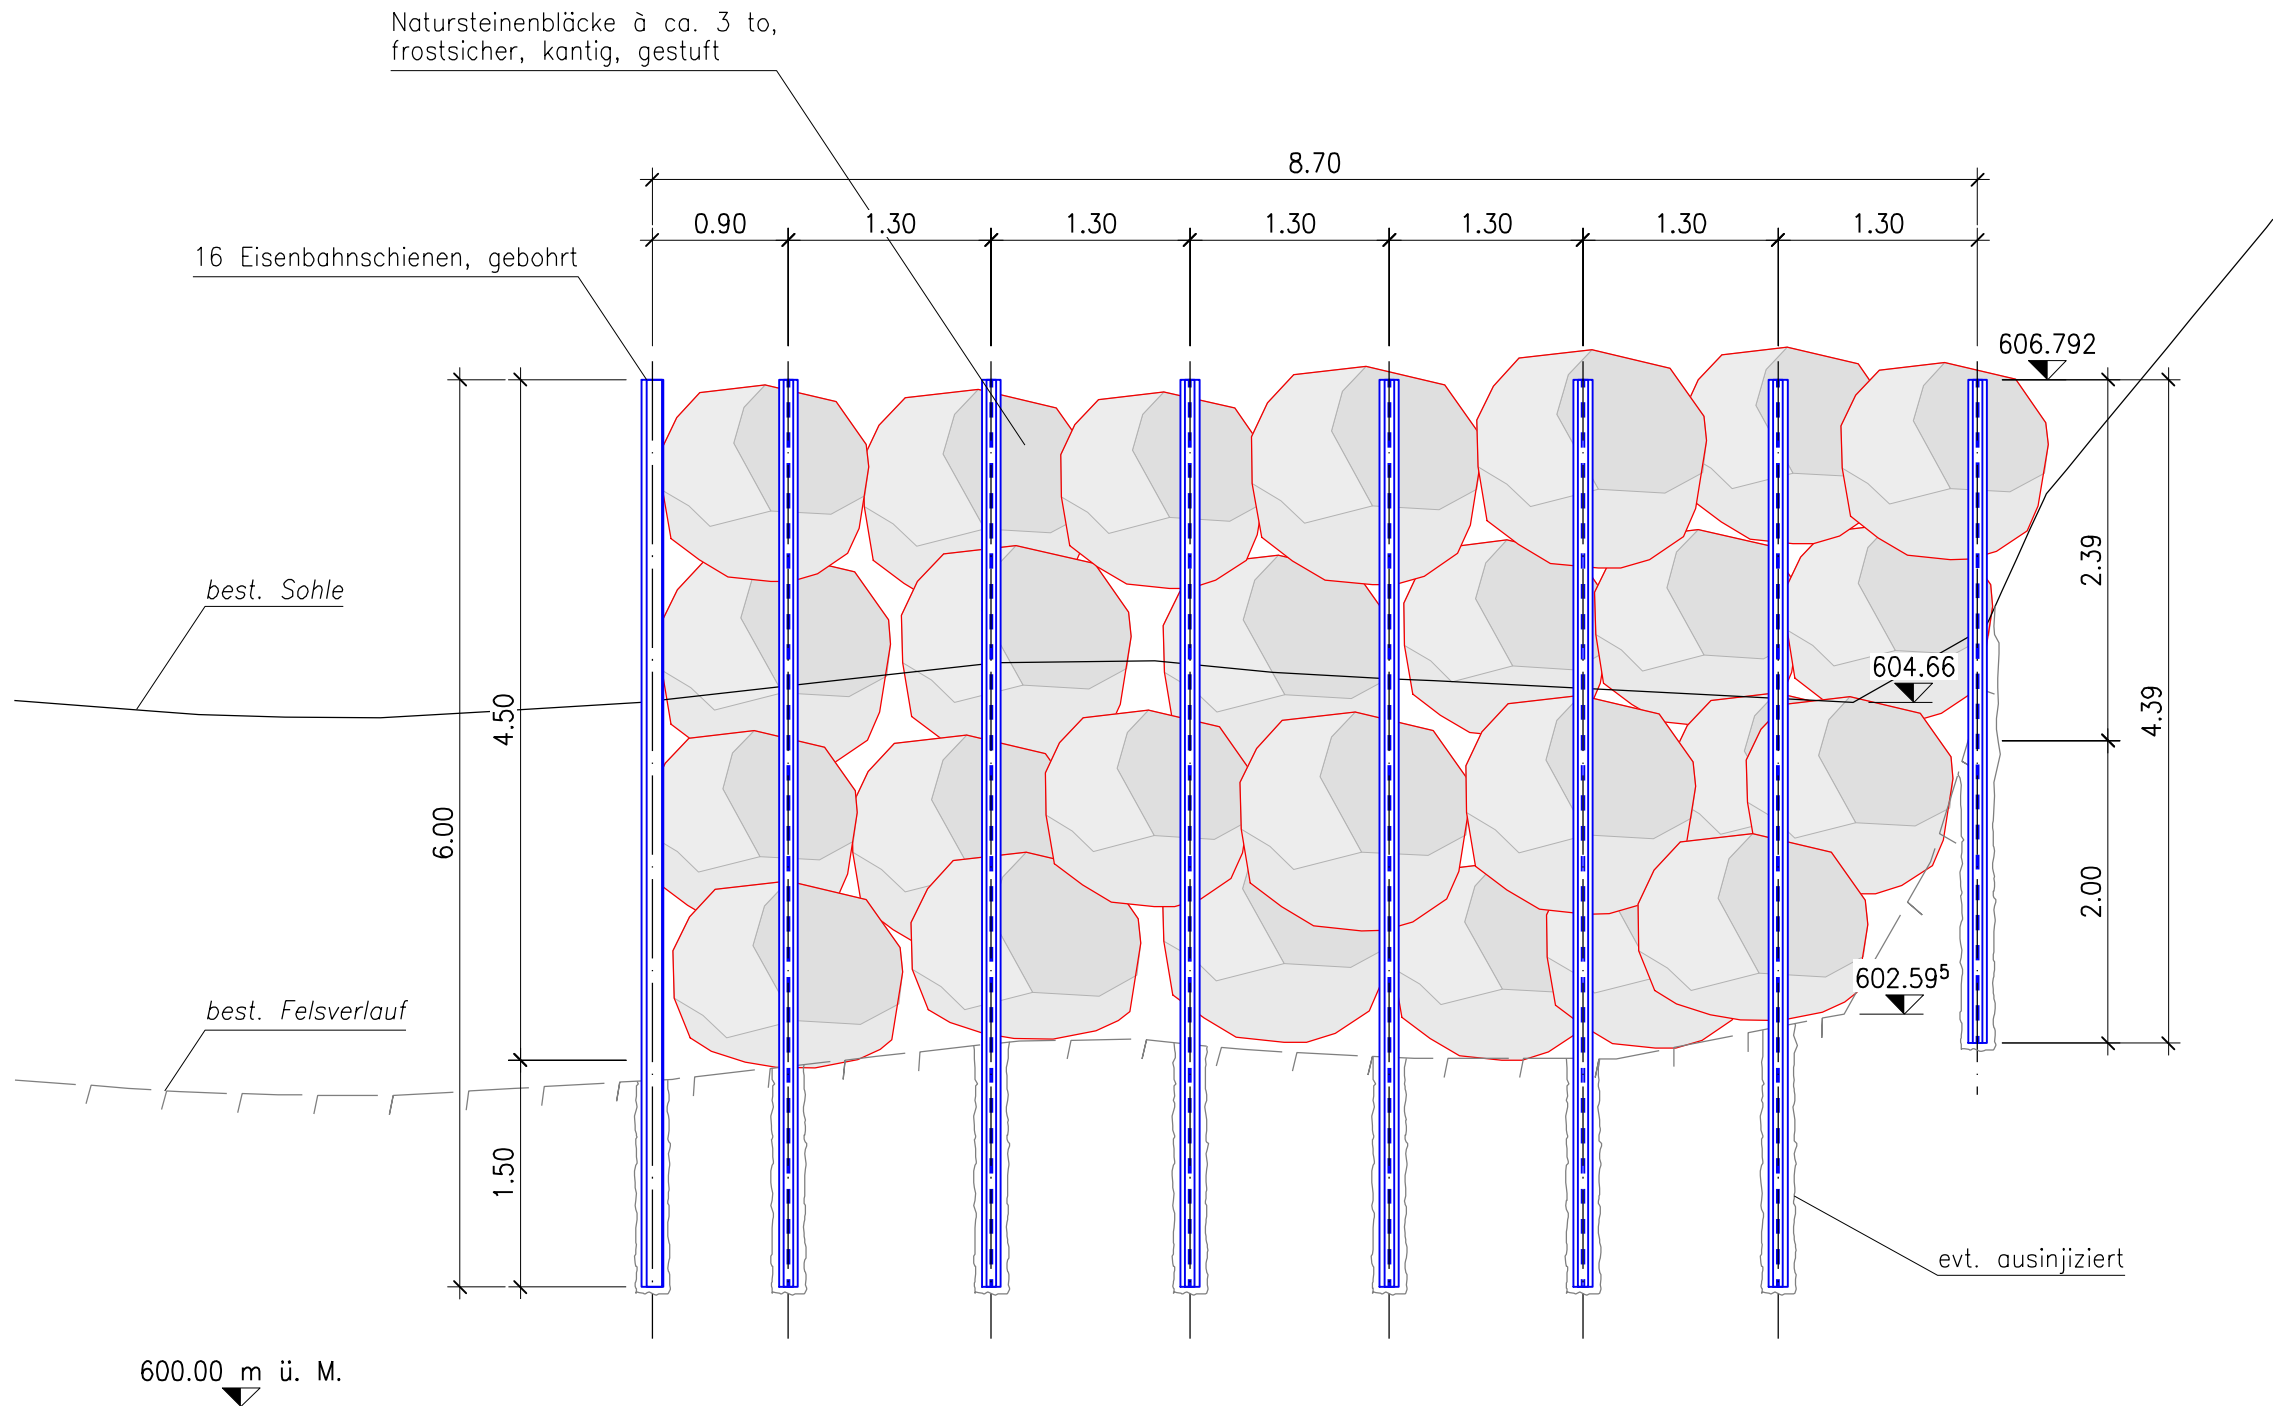 Natursteinenbläcke à ca. 3 to,
frostsicher, kantig, gestuft
8.70
0.90 1.30 1.30 1.30 1.30 1.30 1.30
16 Eisenbahnschienen, gebohrt
606.792
best. Sohle
2.39
604.66
4.50
4.39
6.00
2.00
602.59⁵
best. Felsverlauf
1.50
evt. ausinjiziert
600.00 m ü. M.